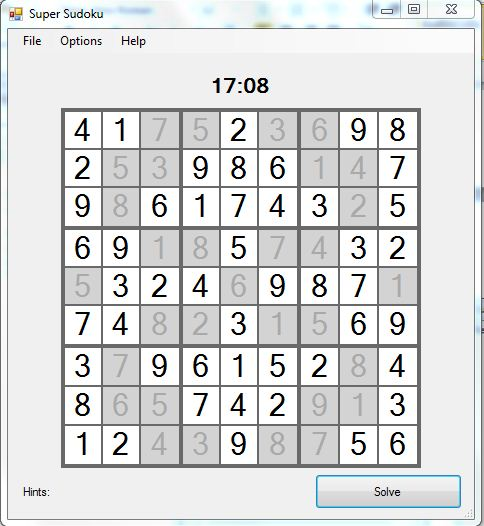 Super Sudoku
File Options Help
17:08
4 1 7 5 2 3 6 9 8
2 5 3 9 8 6 1 4 7
9 8 6 1 7 4 3 2 5
6 9 1 8 5 7 4 3 2
5 3 2 4 6 9 8 7 1
7 4 8 2 3 1 5 6 9
3 7 9 6 1 5 2 8 4
8 6 5 7 4 2 9 1 3
1 2 4 3 9 8 7 5 6
Hints: Solve